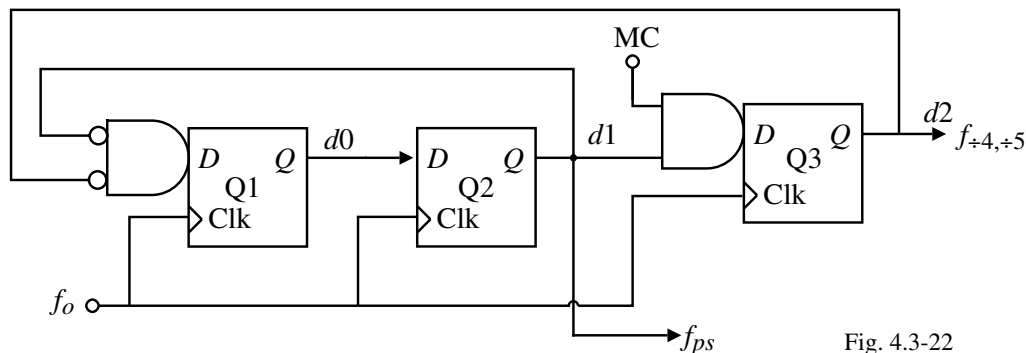 MC
d0
d1
d2
f÷4,÷5
D Q
Q1
Clk
D Q
Q2
Clk
D Q
Q3
Clk
fo
fps
Fig. 4.3-22